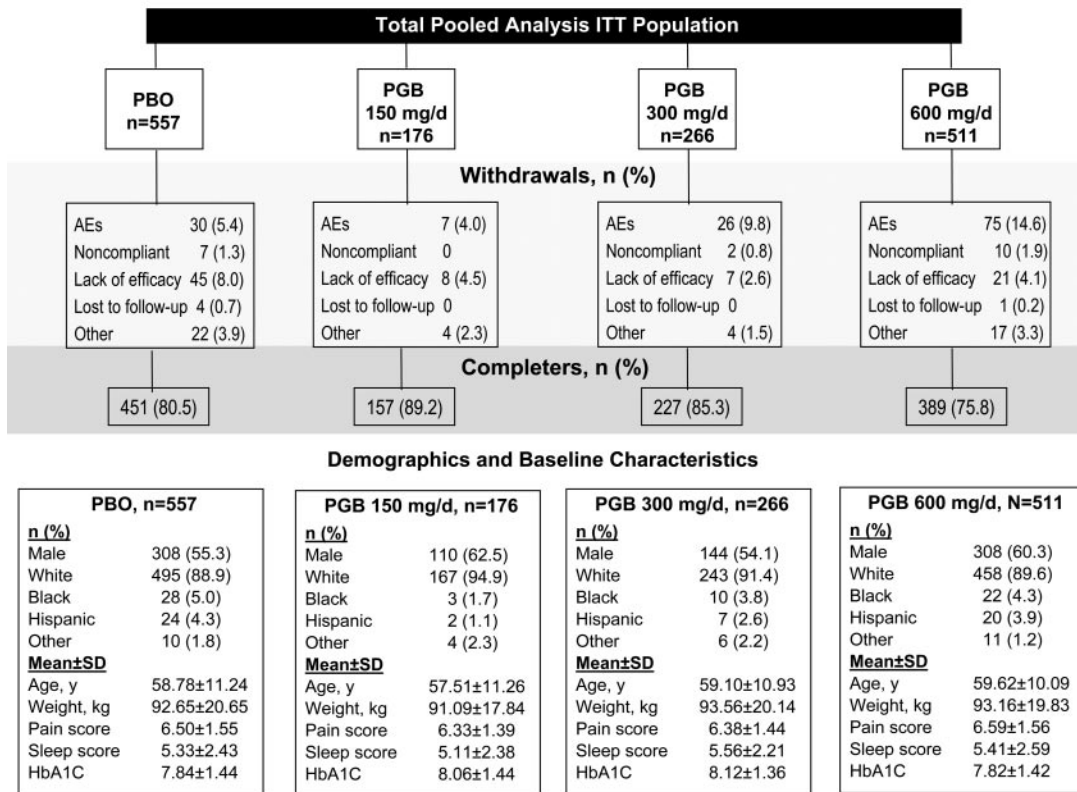 Total Pooled Analysis ITT Population
PBO
n=557
PGB
150 mg/d
n=176
PGB
300 mg/d
n=266
PGB
600 mg/d
n=511
Withdrawals, n (%)
AEs 30 (5.4)
Noncompliant 7 (1.3)
Lack of efficacy 45 (8.0)
Lost to follow-up 4 (0.7)
Other 22 (3.9)
AEs 7 (4.0)
Noncompliant 0
Lack of efficacy 8 (4.5)
Lost to follow-up 0
Other 4 (2.3)
AEs 26 (9.8)
Noncompliant 2 (0.8)
Lack of efficacy 7 (2.6)
Lost to follow-up 0
Other 4 (1.5)
AEs 75 (14.6)
Noncompliant 10 (1.9)
Lack of efficacy 21 (4.1)
Lost to follow-up 1 (0.2)
Other 17 (3.3)
Completers, n (%)
451 (80.5)
157 (89.2)
227 (85.3)
389 (75.8)
Demographics and Baseline Characteristics
PBO, n=557
n (%)
Male 308 (55.3)
White 495 (88.9)
Black 28 (5.0)
Hispanic 24 (4.3)
Other 10 (1.8)
Mean±SD
Age, y 58.78±11.24
Weight, kg 92.65±20.65
Pain score 6.50±1.55
Sleep score 5.33±2.43
HbA1C 7.84±1.44
PGB 150 mg/d, n=176
n (%)
Male 110 (62.5)
White 167 (94.9)
Black 3 (1.7)
Hispanic 2 (1.1)
Other 4 (2.3)
Mean±SD
Age, y 57.51±11.26
Weight, kg 91.09±17.84
Pain score 6.33±1.39
Sleep score 5.11±2.38
HbA1C 8.06±1.44
PGB 300 mg/d, n=266
n (%)
Male 144 (54.1)
White 243 (91.4)
Black 10 (3.8)
Hispanic 7 (2.6)
Other 6 (2.2)
Mean±SD
Age, y 59.10±10.93
Weight, kg 93.56±20.14
Pain score 6.38±1.44
Sleep score 5.56±2.21
HbA1C 8.12±1.36
PGB 600 mg/d, N=511
n (%)
Male 308 (60.3)
White 458 (89.6)
Black 22 (4.3)
Hispanic 20 (3.9)
Other 11 (1.2)
Mean±SD
Age, y 59.62±10.09
Weight, kg 93.16±19.83
Pain score 6.59±1.56
Sleep score 5.41±2.59
HbA1C 7.82±1.42